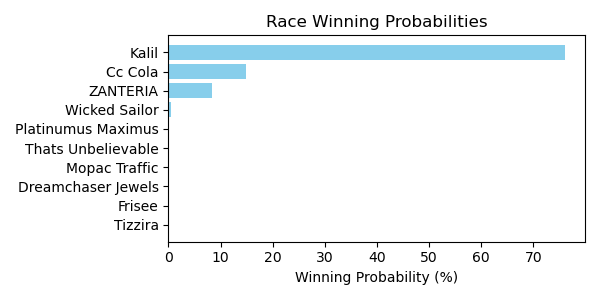 Race Winning Probabilities
Kalil
Cc Cola
ZANTERIA
Wicked Sailor
Platinumus Maximus
Thats Unbelievable
Mopac Traffic
Dreamchaser Jewels
Frisee
Tizzira
0 10 20 30 40 50 60 70
Winning Probability (%)